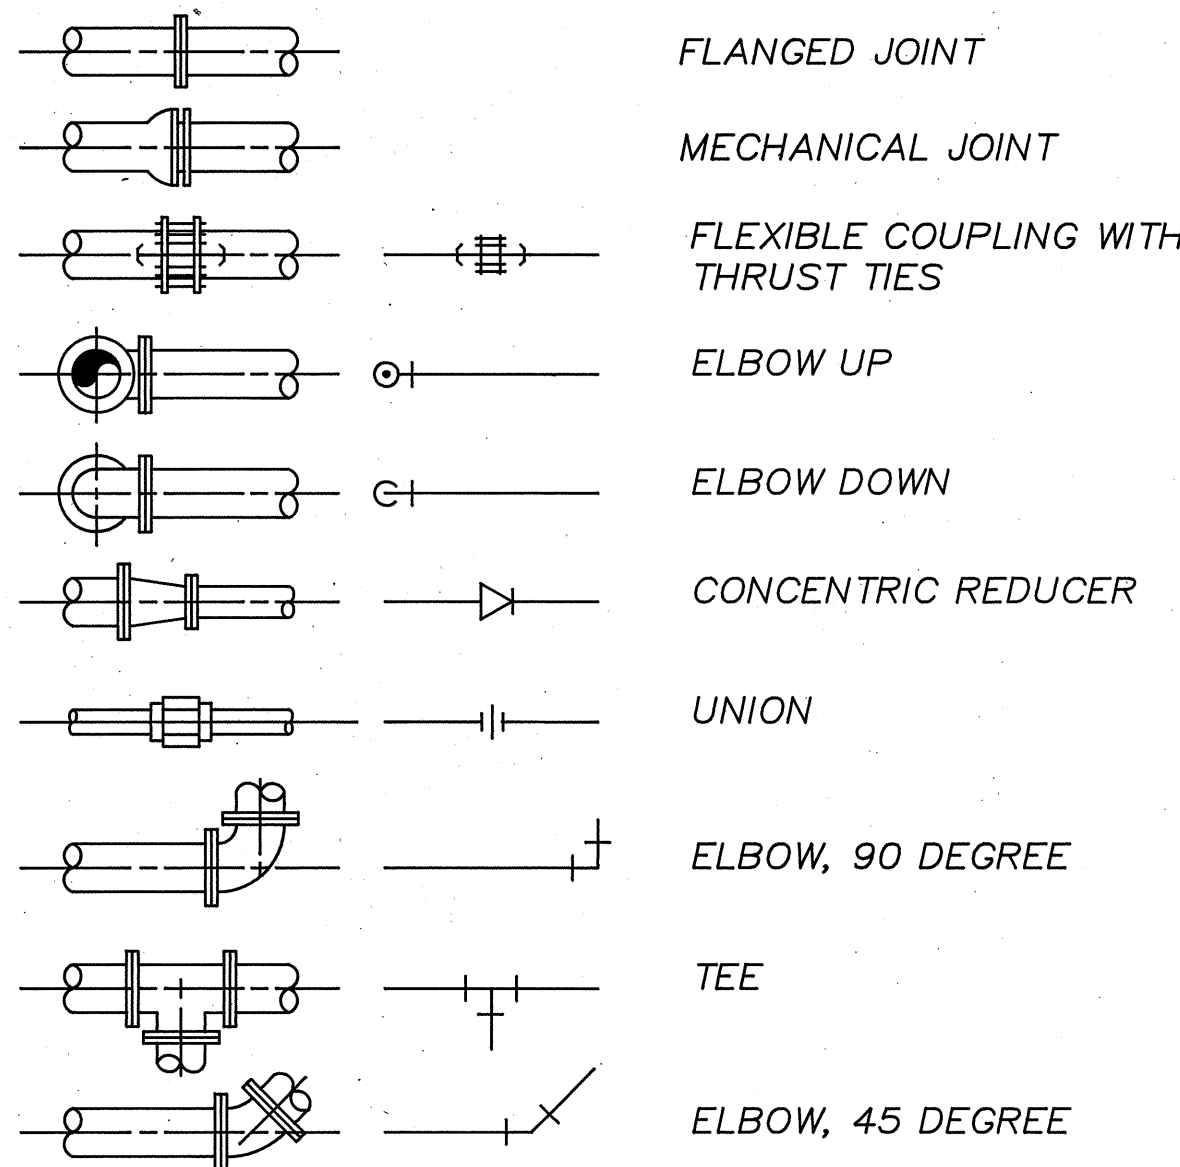 FLANGED JOINT
MECHANICAL JOINT
FLEXIBLE COUPLING WITH
THRUST TIES
ELBOW UP
ELBOW DOWN
CONCENTRIC REDUCER
UNION
ELBOW, 90 DEGREE
TEE
ELBOW, 45 DEGREE